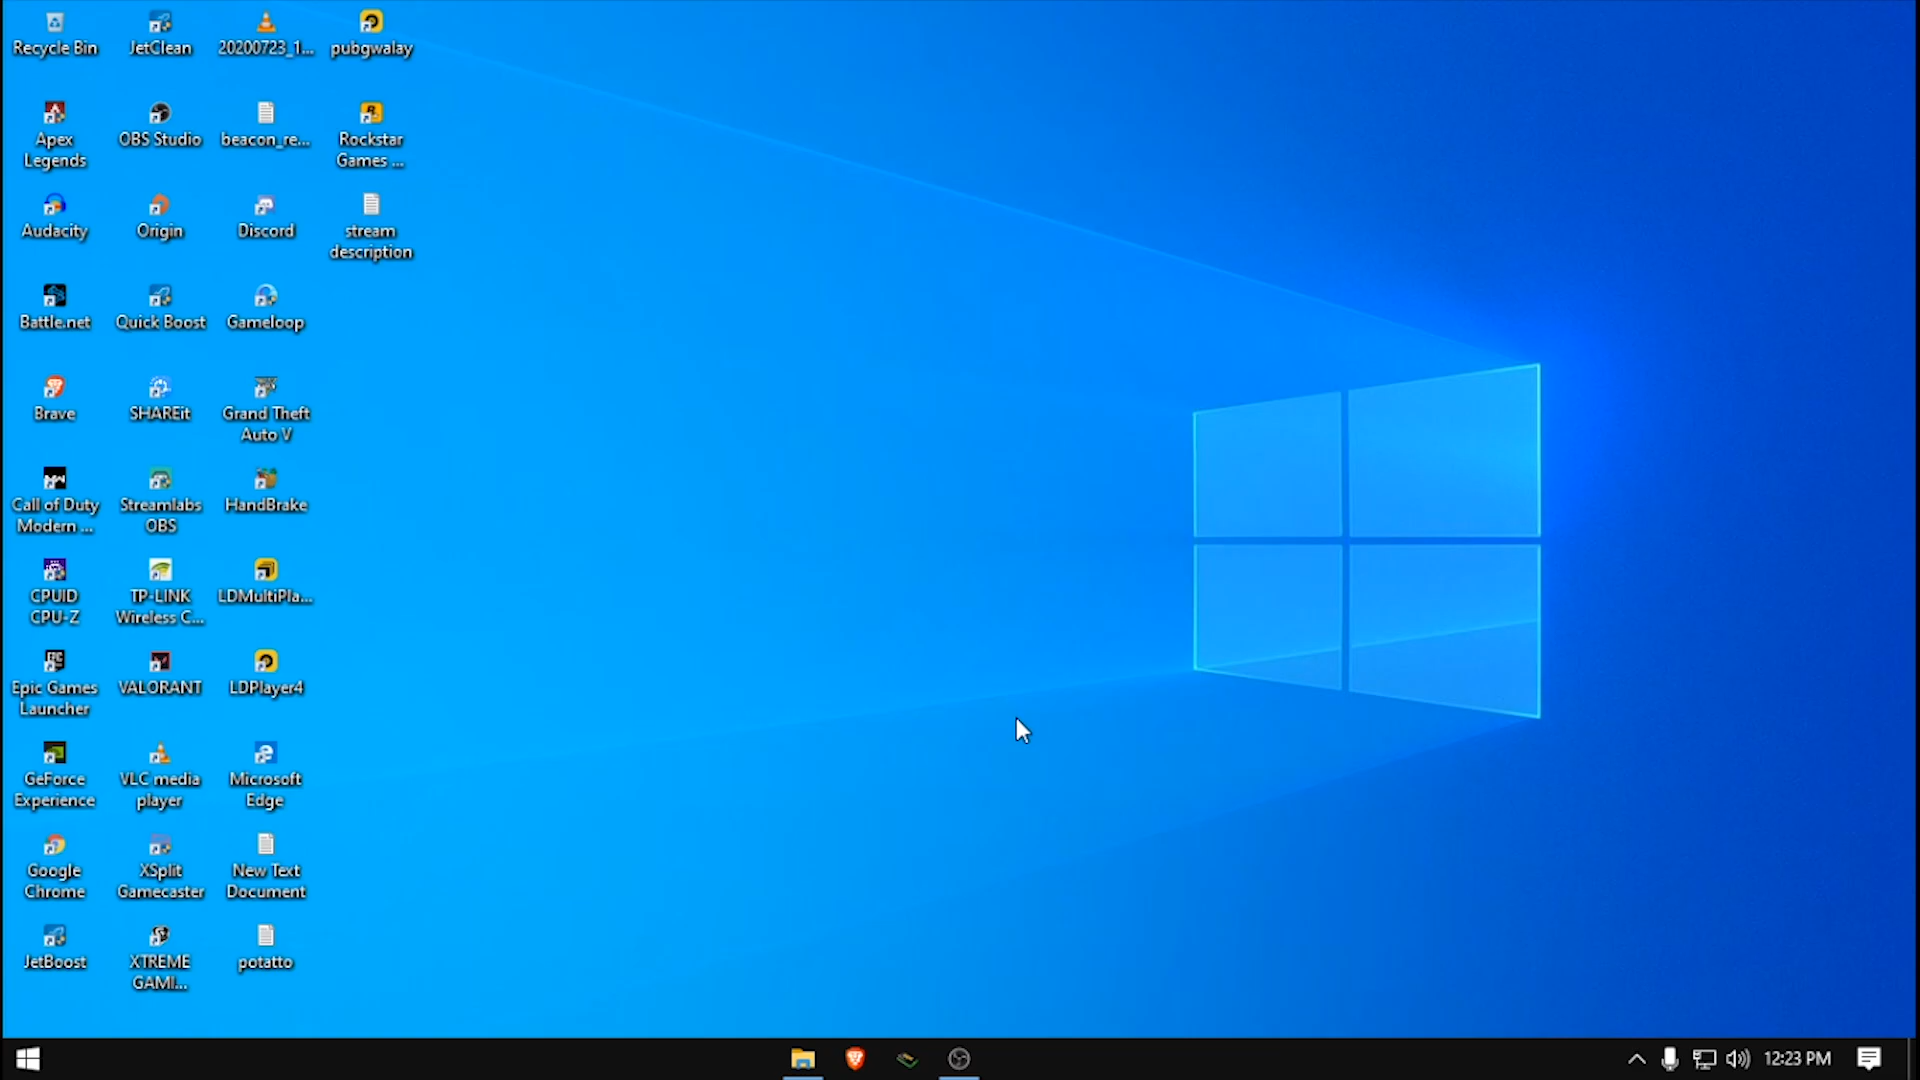 Recycle Bin
JetClean
20200723_1...
pubgwalay
Apex
Legends
OBS Studio
beacon_re...
Rockstar
Games ...
Audacity
Origin
Discord
stream
description
Battle.net
Quick Boost
Gameloop
Brave
SHAREit
Grand Theft
Auto V
Call of Duty
Modern ...
Streamlabs
OBS
HandBrake
CPUID
CPU-Z
TP-LINK
Wireless C...
LDMultiPla...
Epic Games
Launcher
VALORANT
LDPlayer4
GeForce
Experience
VLC media
player
Microsoft
Edge
Google
Chrome
XSplit
Gamecaster
New Text
Document
JetBoost
XTREME
GAMI...
potatto
12:23 PM